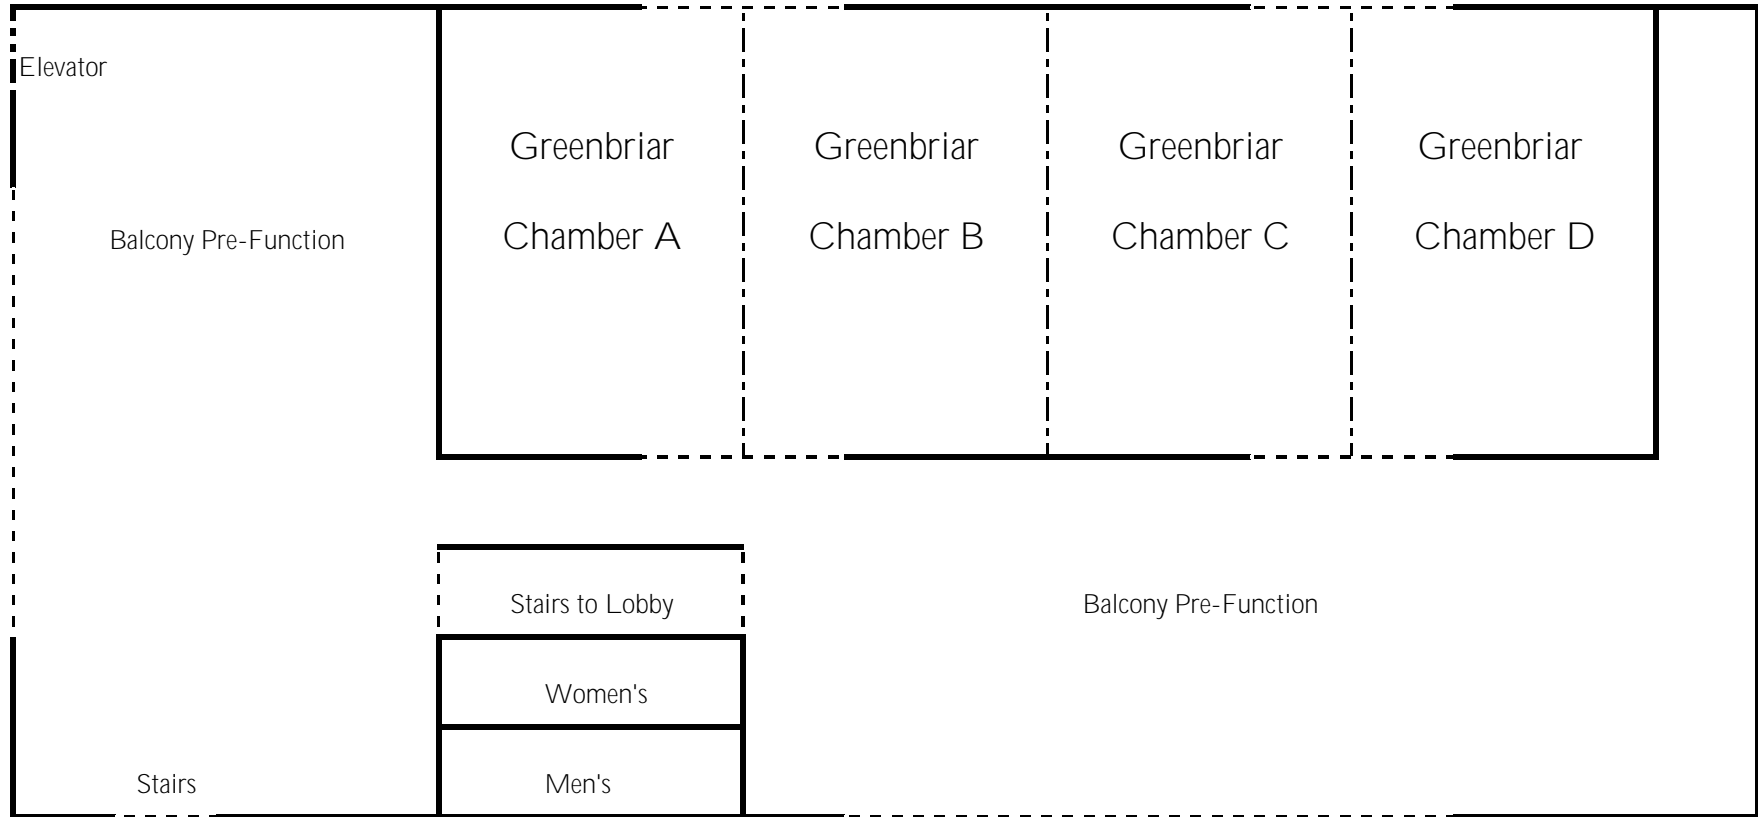 Elevator
Greenbriar
Chamber A
Greenbriar
Chamber B
Greenbriar
Chamber C
Greenbriar
Chamber D
Balcony Pre-Function
Stairs to Lobby
Balcony Pre-Function
Women's
Men's
Stairs